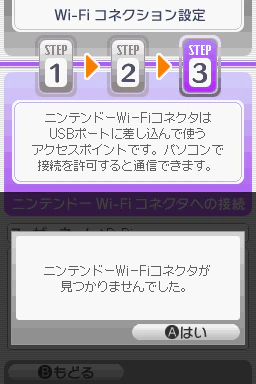 Wi-Fi コネクション設定
STEP 1
STEP 2
STEP 3
ニンテンドーWi-Fiコネクタは
USBポートに差し込んで使う
アクセスポイントです。パソコンで
接続を許可すると通信できます。
ニンテンドー Wi-Fiコネクタへの接続
ニンテンドーWi-Fiコネクタが
見つかりませんでした。
Aはい
Bもどる